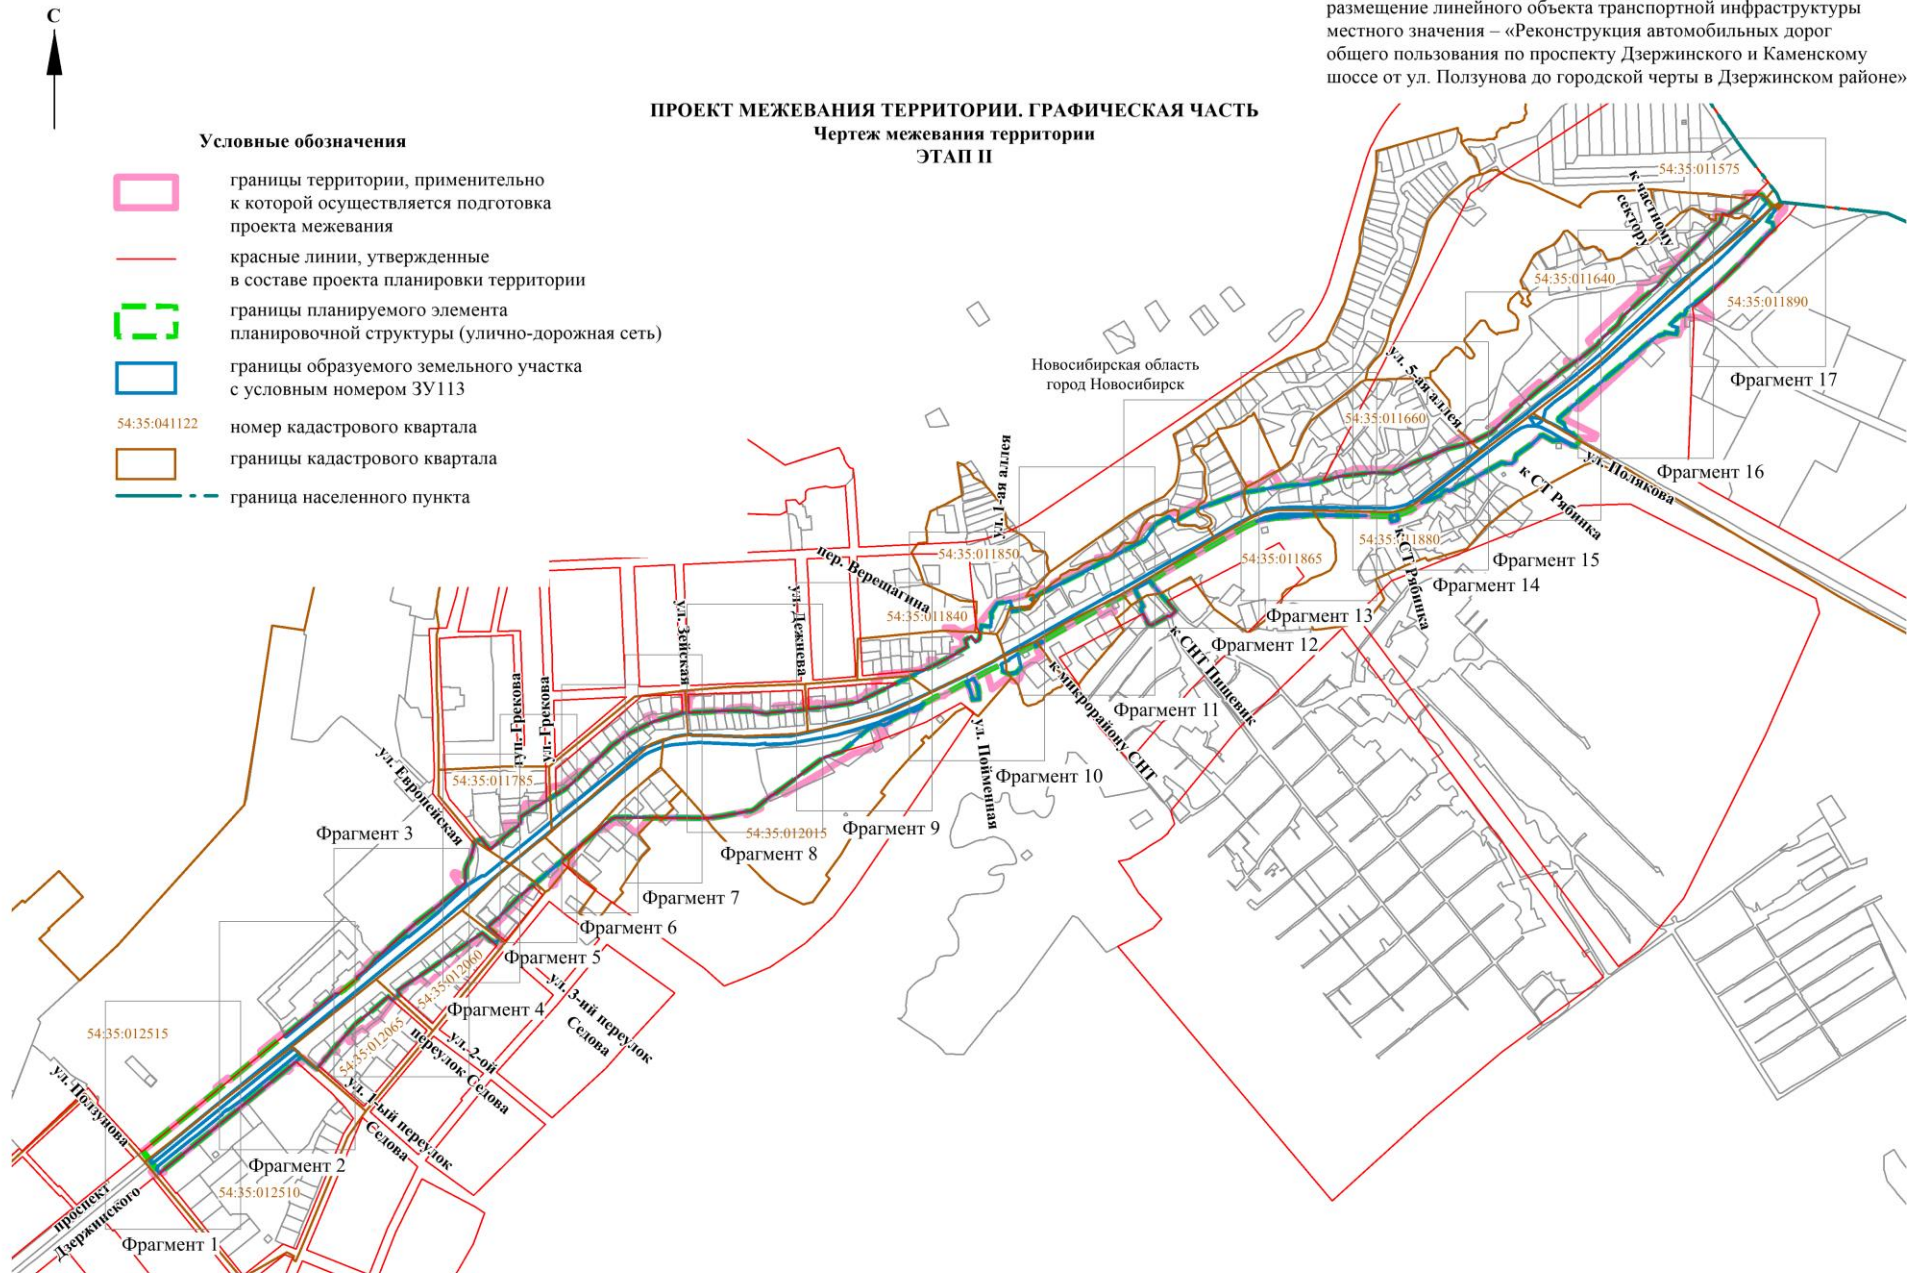 С
размещение линейного объекта транспортной инфраструктуры
местного значения – «Реконструкция автомобильных дорог
общего пользования по проспекту Дзержинского и Каменскому
шоссе от ул. Ползунова до городской черты в Дзержинском районе»
ПРОЕКТ МЕЖЕВАНИЯ ТЕРРИТОРИИ. ГРАФИЧЕСКАЯ ЧАСТЬ
Чертеж межевания территории
ЭТАП II
Условные обозначения
границы территории, применительно
к которой осуществляется подготовка
проекта межевания
красные линии, утвержденные
в составе проекта планировки территории
границы планируемого элемента
планировочной структуры (улично-дорожная сеть)
границы образуемого земельного участка
с условным номером ЗУ113
54:35:041122
номер кадастрового квартала
границы кадастрового квартала
граница населенного пункта
54:35:011575
к частному
сектору
54:35:011640
54:35:011890
Новосибирская область
город Новосибирск
Фрагмент 17
ул. 5-ая аллея
54:35:011660
ул. 1-ая аллея
ул. Полякова
Фрагмент 16
к СТ Рябинка
54:35:011850
пер. Верещагина
54:35:011880
54:35:011865
Фрагмент 15
к СТ Рябинка
Фрагмент 14
ул. Зейская
ул. Дежнева
54:35:011840
Фрагмент 13
Фрагмент 12
к СНТ Пищевик
к микрорайону СНТ
Фрагмент 11
туп. Грекова
ул. Грекова
ул. Пойменная
Фрагмент 10
54:35:011785
ул. Европейская
Фрагмент 3
54:35:012015
Фрагмент 9
Фрагмент 8
Фрагмент 7
Фрагмент 6
Фрагмент 5
54:35:012060
ул. 3-ий переулок
Седова
Фрагмент 4
54:35:012065
ул. 2-ой
переулок Седова
54:35:012515
ул. Ползунова
ул. 1-ый переулок
Седова
Фрагмент 2
54:35:012510
проспект
Дзержинского
Фрагмент 1